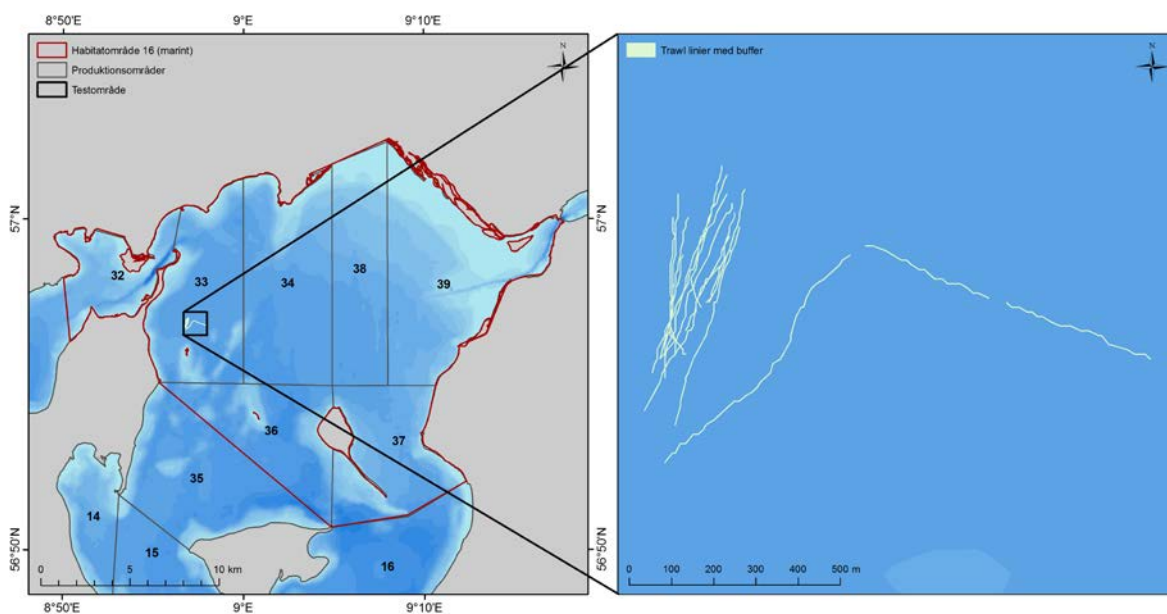 8°50'E 9°E 9°10'E
Habitatområde 16 (marint)
Produktionsområder
Testområde
N
57°N
57°N
32
33
34
38
39
36
37
35
14
15
16
56°50'N
56°50'N
0 5 10 km
8°50'E 9°E 9°10'E
Trawl linier med buffer
N
0 100 200 300 400 500 m